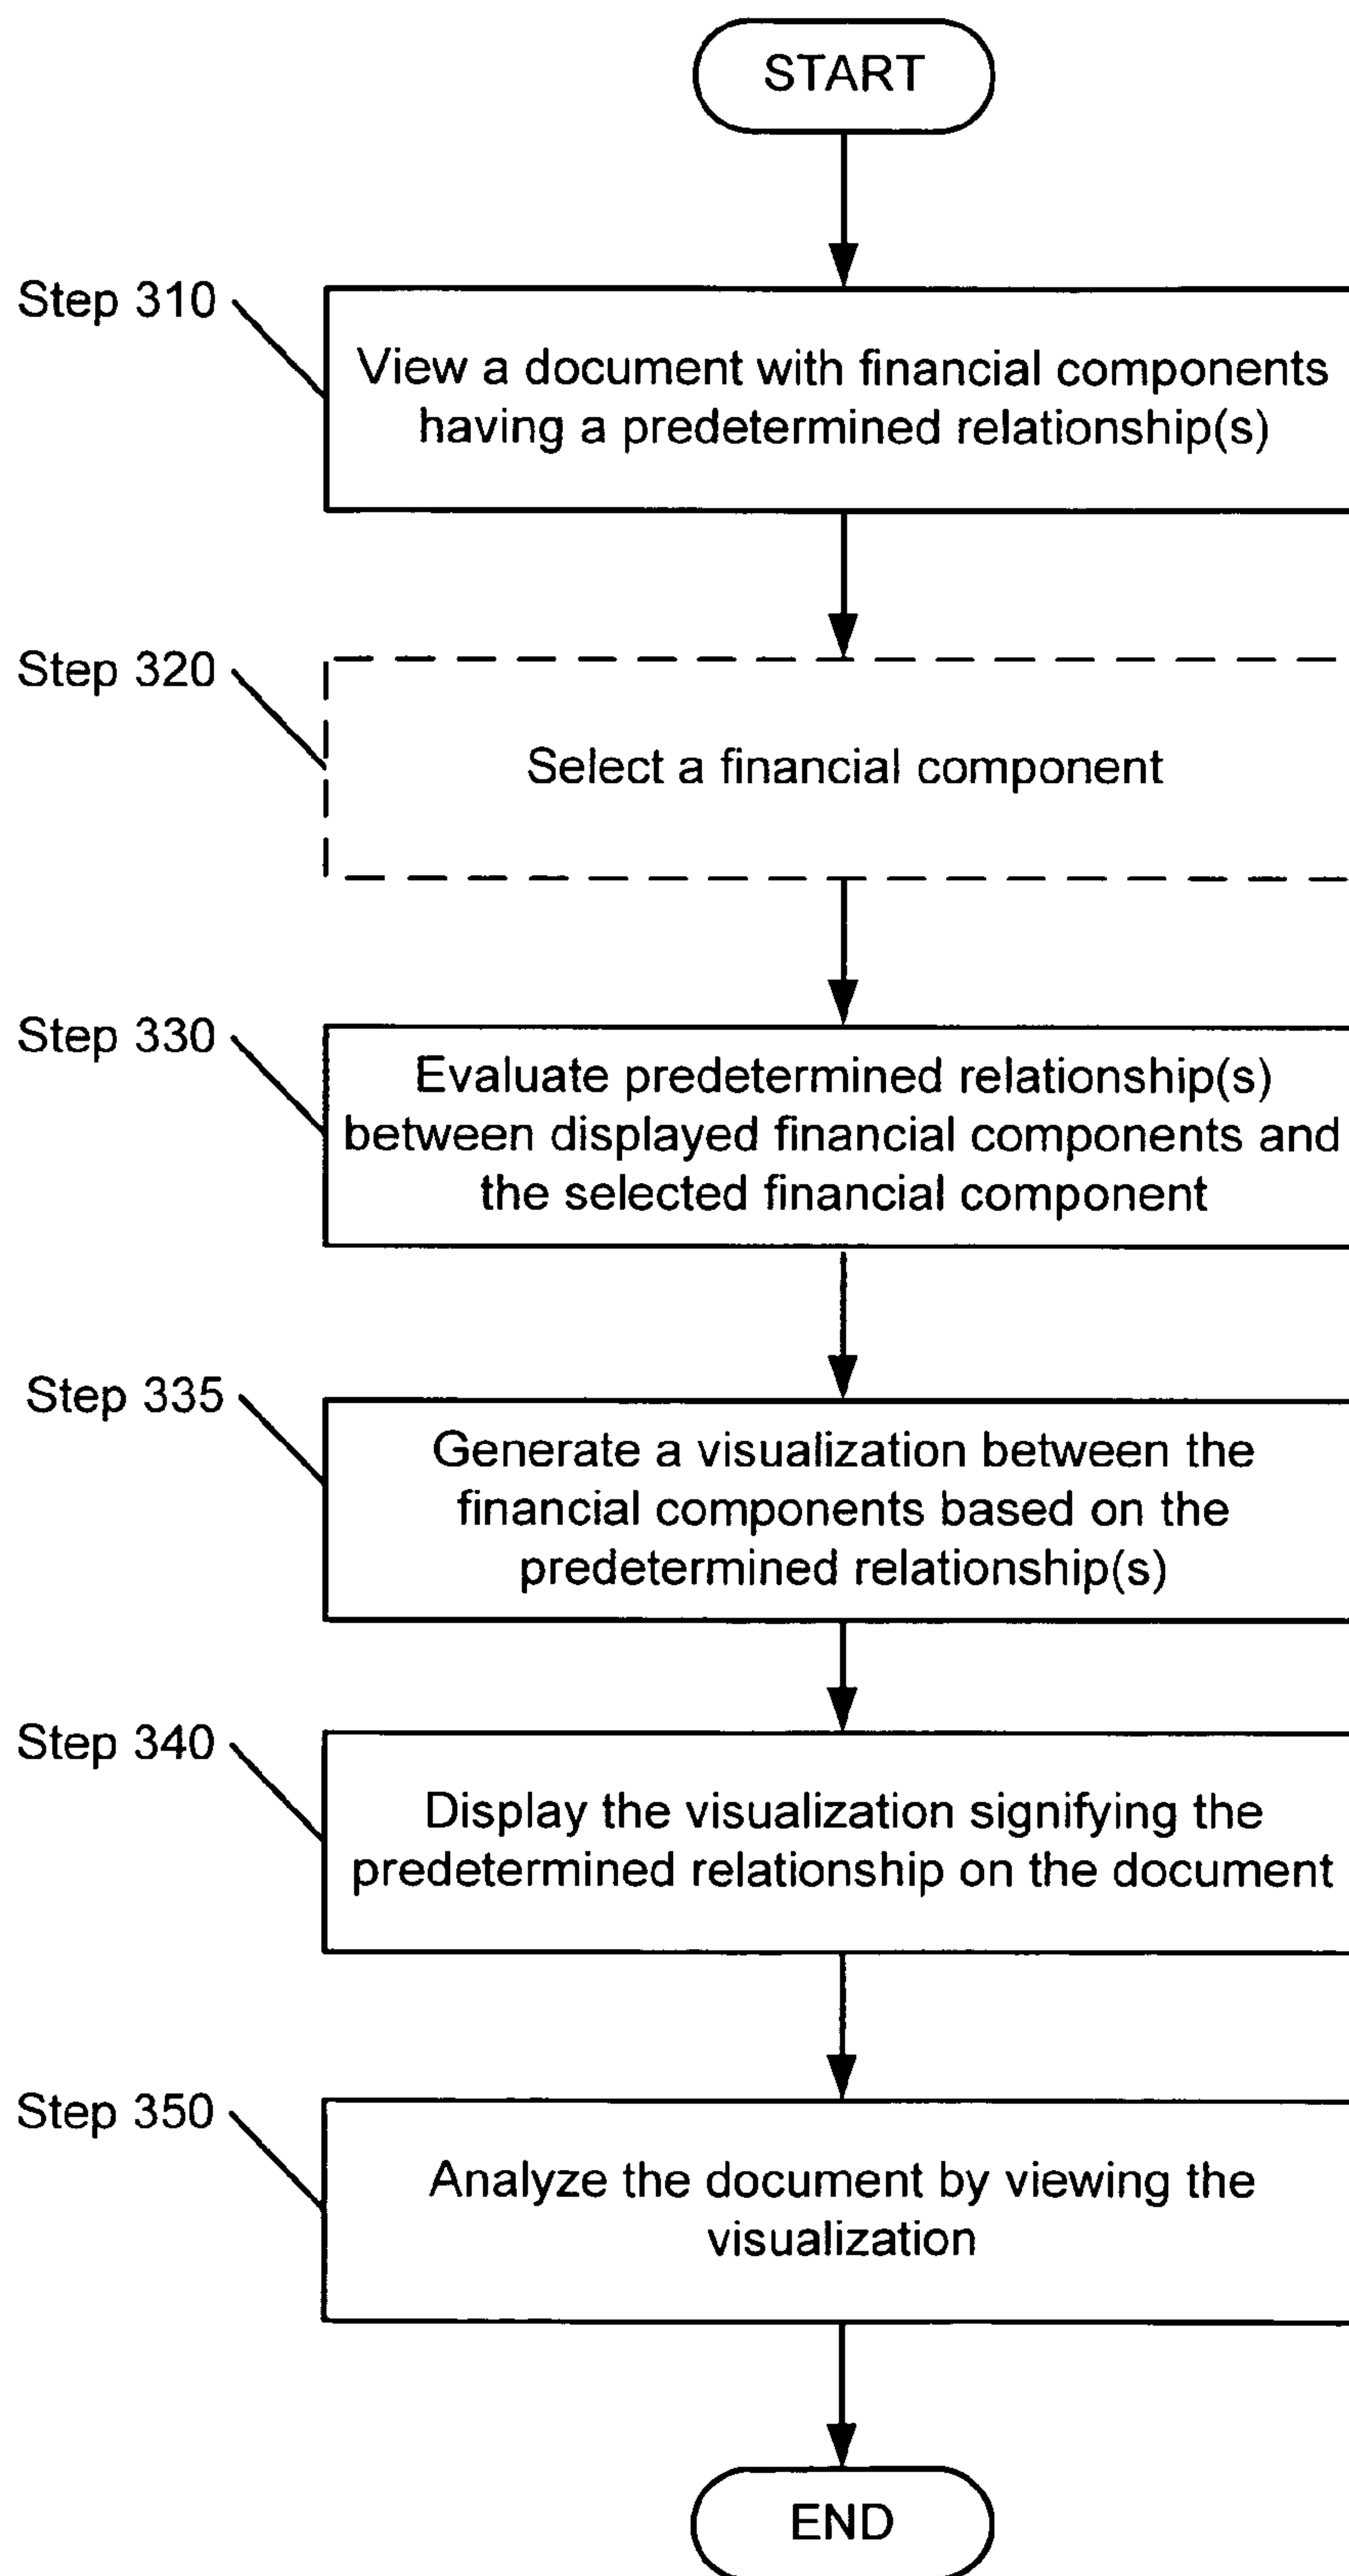 START
Step 310
View a document with financial components
having a predetermined relationship(s)
Step 320
Select a financial component
Step 330
Evaluate predetermined relationship(s)
between displayed financial components and
the selected financial component
Step 335
Generate a visualization between the
financial components based on the
predetermined relationship(s)
Step 340
Display the visualization signifying the
predetermined relationship on the document
Step 350
Analyze the document by viewing the
visualization
END